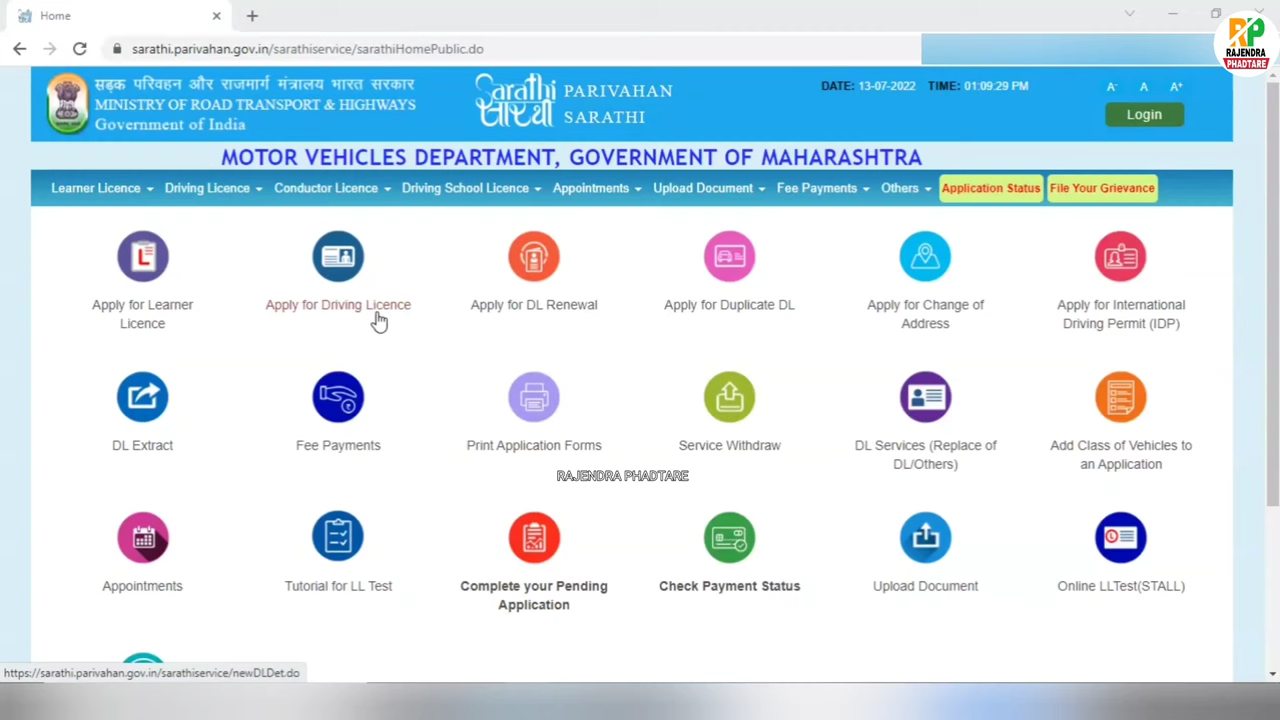 Home
sarathi.parivahan.gov.in/sarathiservice/sarathiHomePublic.do
RP
RAJENDRA
PHADTARE
सड़क परिवहन और राजमार्ग मंत्रालय भारत सरकार
MINISTRY OF ROAD TRANSPORT & HIGHWAYS
Government of India
Sarathi
सारथी
PARIVAHAN
SARATHI
DATE: 13-07-2022 TIME: 01:09:29 PM
A- A A+
Login
MOTOR VEHICLES DEPARTMENT, GOVERNMENT OF MAHARASHTRA
Learner Licence Driving Licence Conductor Licence Driving School Licence Appointments Upload Document Fee Payments Others Application Status File Your Grievance
Apply for Learner
Licence
Apply for Driving Licence
Apply for DL Renewal
Apply for Duplicate DL
Apply for Change of
Address
Apply for International
Driving Permit (IDP)
DL Extract
Fee Payments
Print Application Forms
Service Withdraw
DL Services (Replace of
DL/Others)
Add Class of Vehicles to
an Application
RAJENDRA PHADTARE
Appointments
Tutorial for LL Test
Complete your Pending
Application
Check Payment Status
Upload Document
Online LLTest(STALL)
https://sarathi.parivahan.gov.in/sarathiservice/newDLDet.do